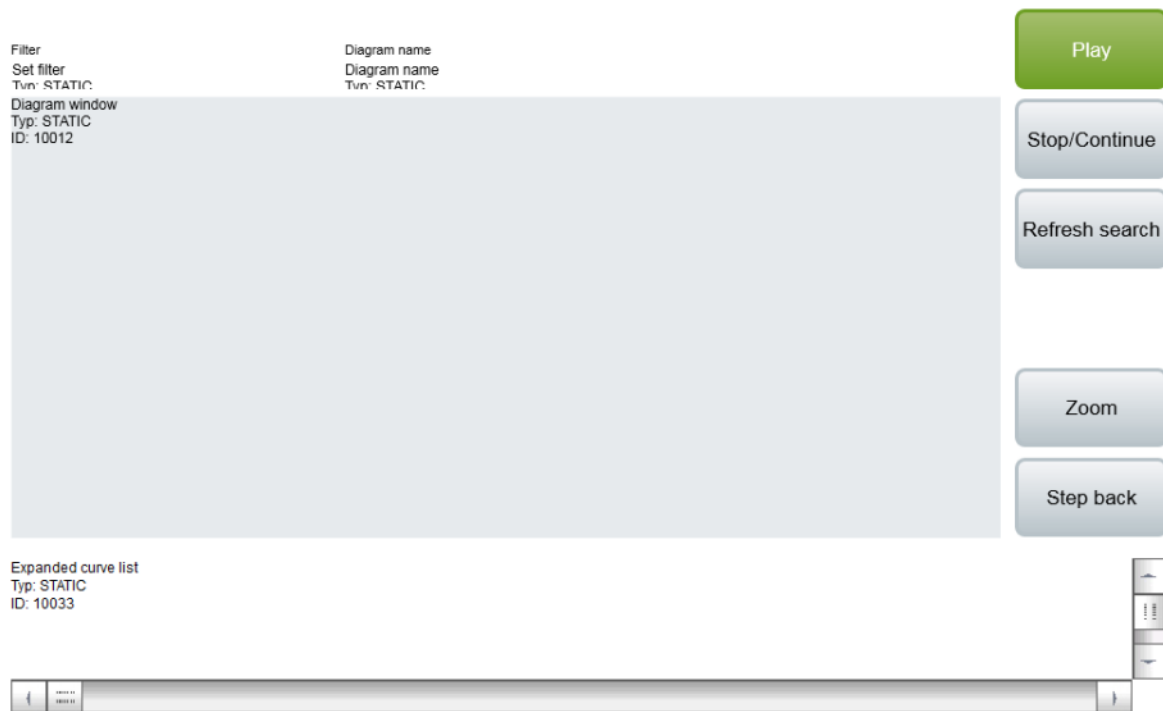 Filter
Diagram name
Play
Set filter
Diagram name
Typ: STATIC
Typ: STATIC
Diagram window
Typ: STATIC
ID: 10012
Stop/Continue
Refresh search
Zoom
Step back
Expanded curve list
Typ: STATIC
ID: 10033